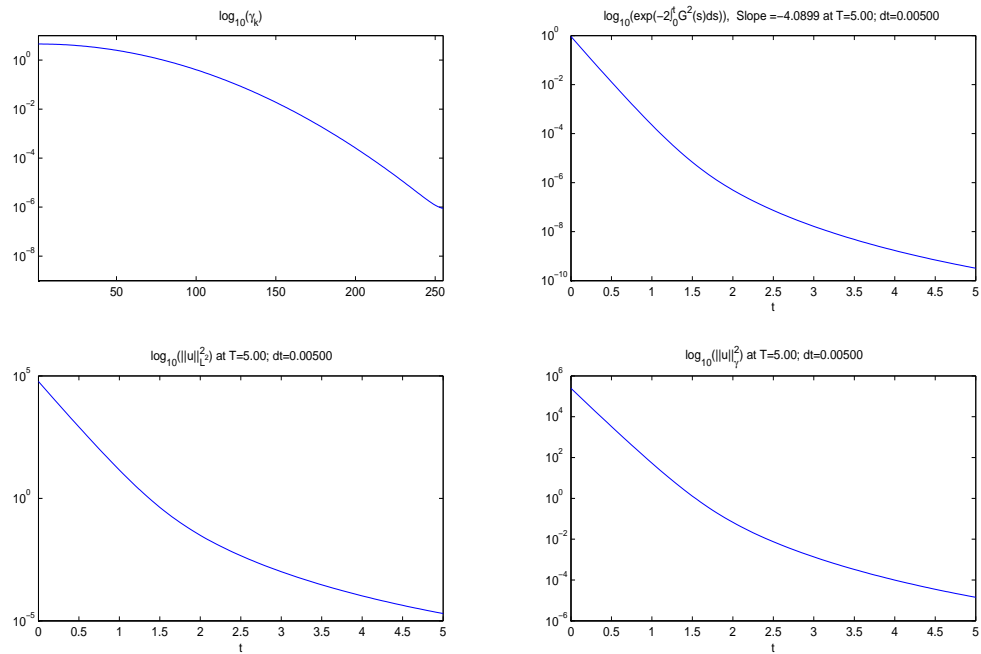 log10(γk)
10^0
10^−2
10^−4
10^−6
10^−8
50 100 150 200 250
log10(exp(−2∫0^t G^2(s)ds)), Slope =−4.0899 at T=5.00; dt=0.00500
10^0
10^−2
10^−4
10^−6
10^−8
10^−10
0 0.5 1 1.5 2 2.5 3 3.5 4 4.5 5
t
log10(||u||^2_L^2) at T=5.00; dt=0.00500
10^5
10^0
10^−5
0 0.5 1 1.5 2 2.5 3 3.5 4 4.5 5
t
log10(||u||^2_γ) at T=5.00; dt=0.00500
10^6
10^4
10^2
10^0
10^−2
10^−4
10^−6
0 0.5 1 1.5 2 2.5 3 3.5 4 4.5 5
t